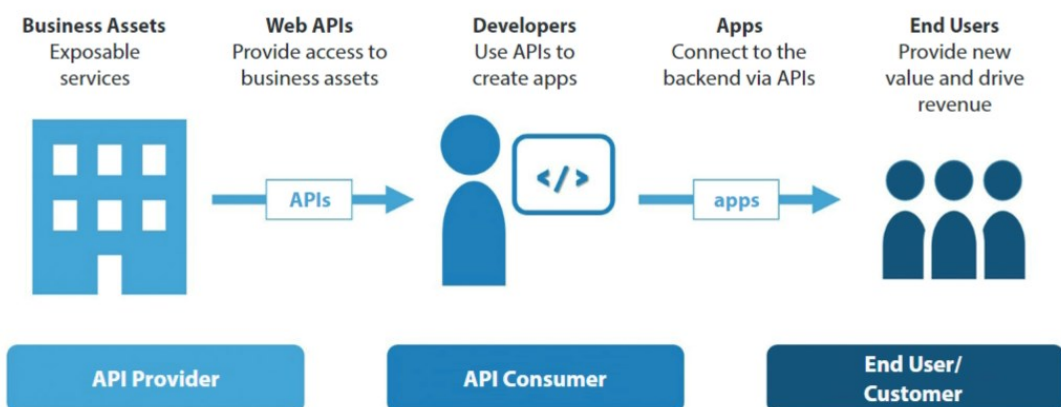 Business Assets
Exposable
services
Web APIs
Provide access to
business assets
Developers
Use APIs to
create apps
Apps
Connect to the
backend via APIs
End Users
Provide new
value and drive
revenue
APIs
</>
apps
API Provider
API Consumer
End User/
Customer